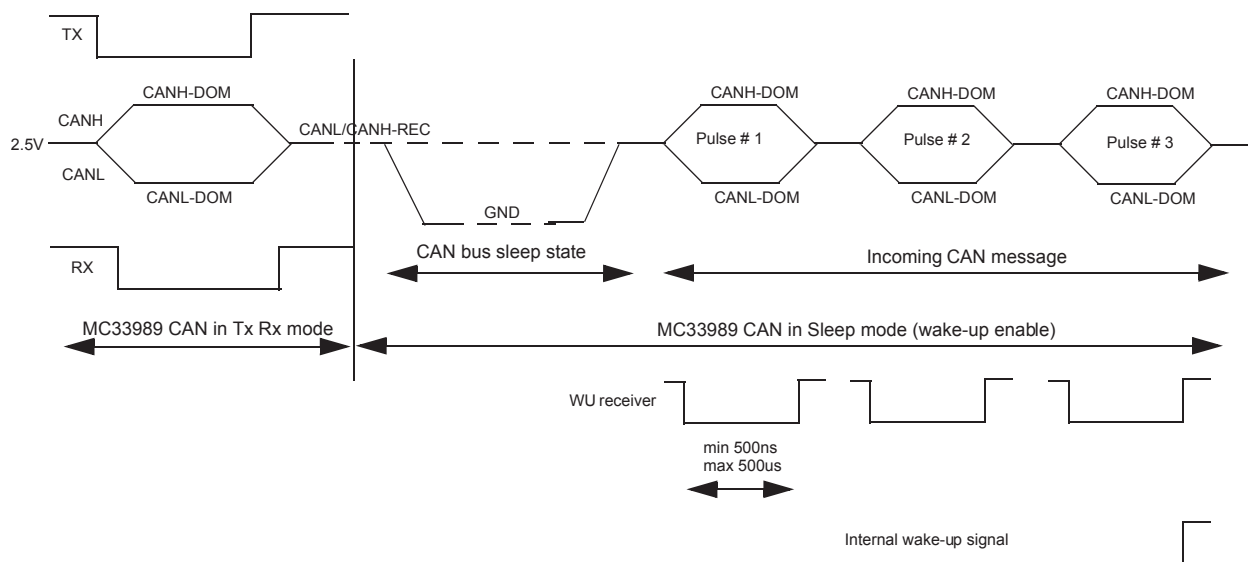 TX
CANH-DOM
CANH-DOM
CANH-DOM
CANH-DOM
CANH
CANL/CANH-REC
2.5V
Pulse # 1
Pulse # 2
Pulse # 3
CANL
CANL-DOM
CANL-DOM
CANL-DOM
CANL-DOM
GND
RX
CAN bus sleep state
Incoming CAN message
MC33989 CAN in Tx Rx mode
MC33989 CAN in Sleep mode (wake-up enable)
WU receiver
min 500ns
max 500us
Internal wake-up signal